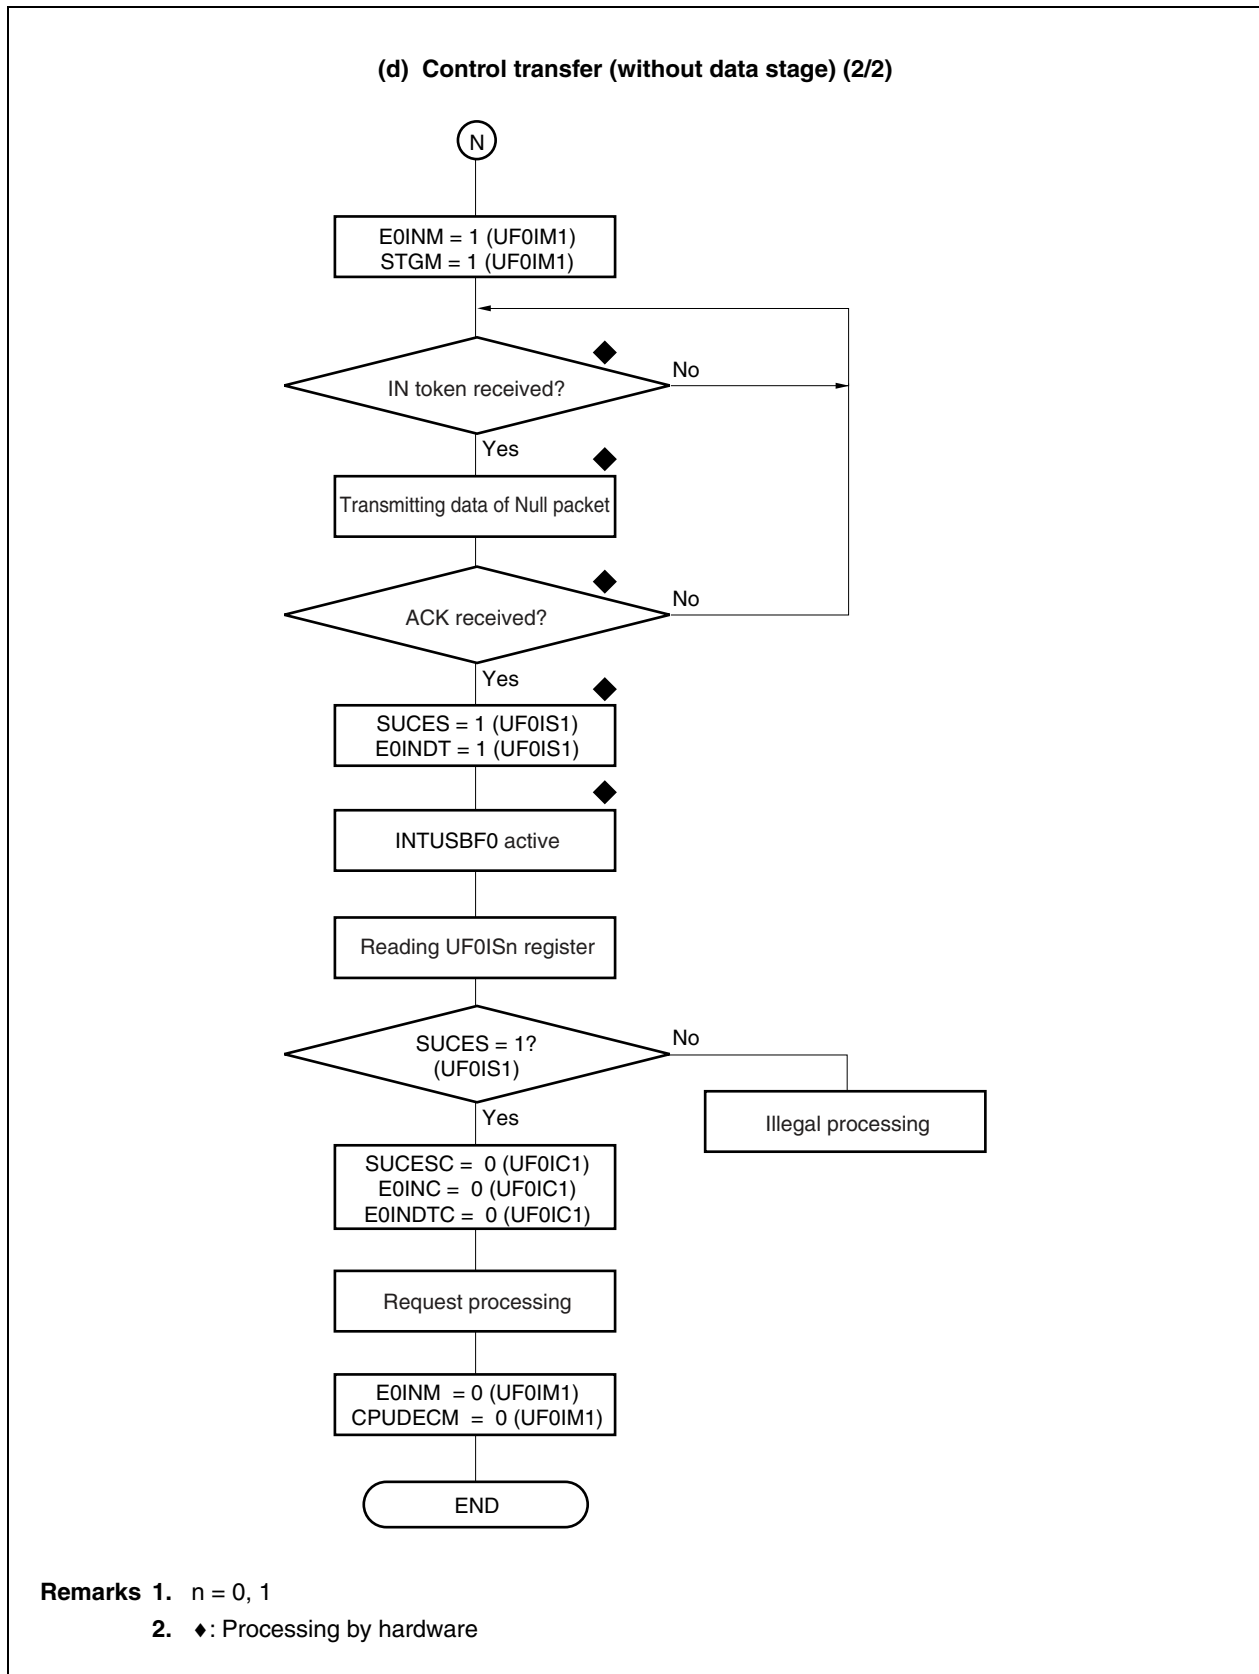 (d) Control transfer (without data stage) (2/2)
N
E0INM = 1 (UF0IM1)
STGM = 1 (UF0IM1)
IN token received?
No
Yes
Transmitting data of Null packet
ACK received?
No
Yes
SUCES = 1 (UF0IS1)
E0INDT = 1 (UF0IS1)
INTUSBF0 active
Reading UF0ISn register
SUCES = 1?
(UF0IS1)
No
Illegal processing
Yes
SUCESC = 0 (UF0IC1)
E0INC = 0 (UF0IC1)
E0INDTC = 0 (UF0IC1)
Request processing
E0INM = 0 (UF0IM1)
CPUDECM = 0 (UF0IM1)
END
Remarks 1. n = 0, 1
2. ♦: Processing by hardware